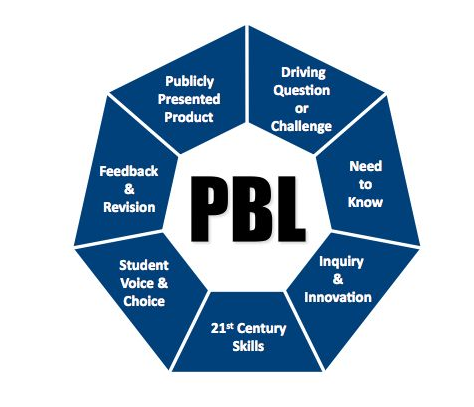 Driving
Question
or
Challenge
Need
to
Know
Inquiry
&
Innovation
21st Century
Skills
Student
Voice &
Choice
Feedback
&
Revision
Publicly
Presented
Product
PBL